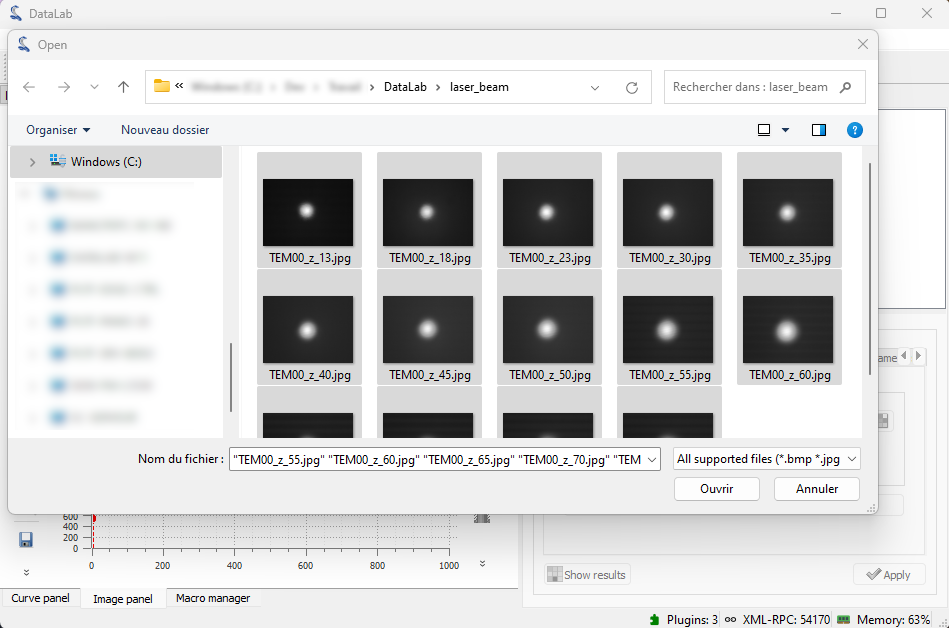 DataLab
Open
« DataLab › laser_beam
Rechercher dans : laser_beam
Organiser
Nouveau dossier
?
Windows (C:)
TEM00_z_13.jpg TEM00_z_18.jpg TEM00_z_23.jpg TEM00_z_30.jpg TEM00_z_35.jpg
TEM00_z_40.jpg TEM00_z_45.jpg TEM00_z_50.jpg TEM00_z_55.jpg TEM00_z_60.jpg
ame
Nom du fichier : "TEM00_z_55.jpg" "TEM00_z_60.jpg" "TEM00_z_65.jpg" "TEM00_z_70.jpg" "TEM
All supported files (*.bmp *.jpg
Ouvrir Annuler
600
400
200
0
0 200 400 600 800 1000
Show results
Apply
Curve panel Image panel Macro manager
Plugins: 3 XML-RPC: 54170 Memory: 63%